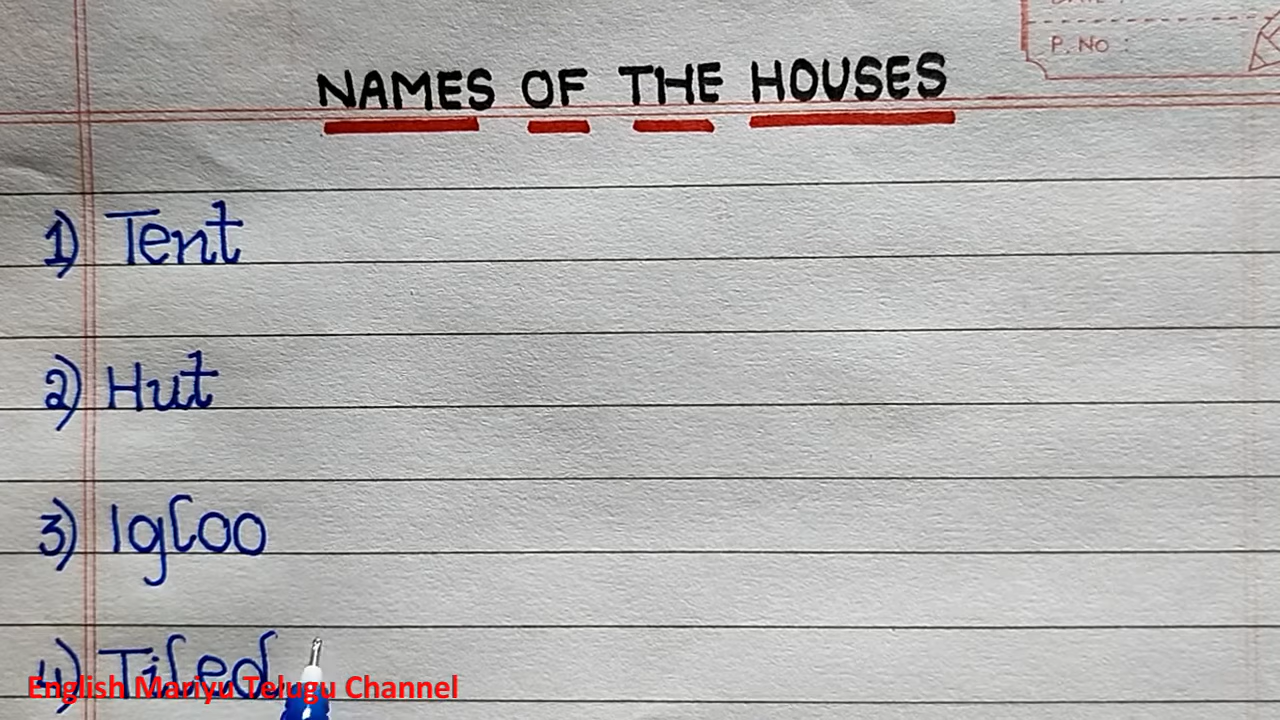 P. No :
NAMES OF THE HOUSES
1) Tent
2) Hut
3) Igloo
4) Tiled
English Mariyu Telugu Channel